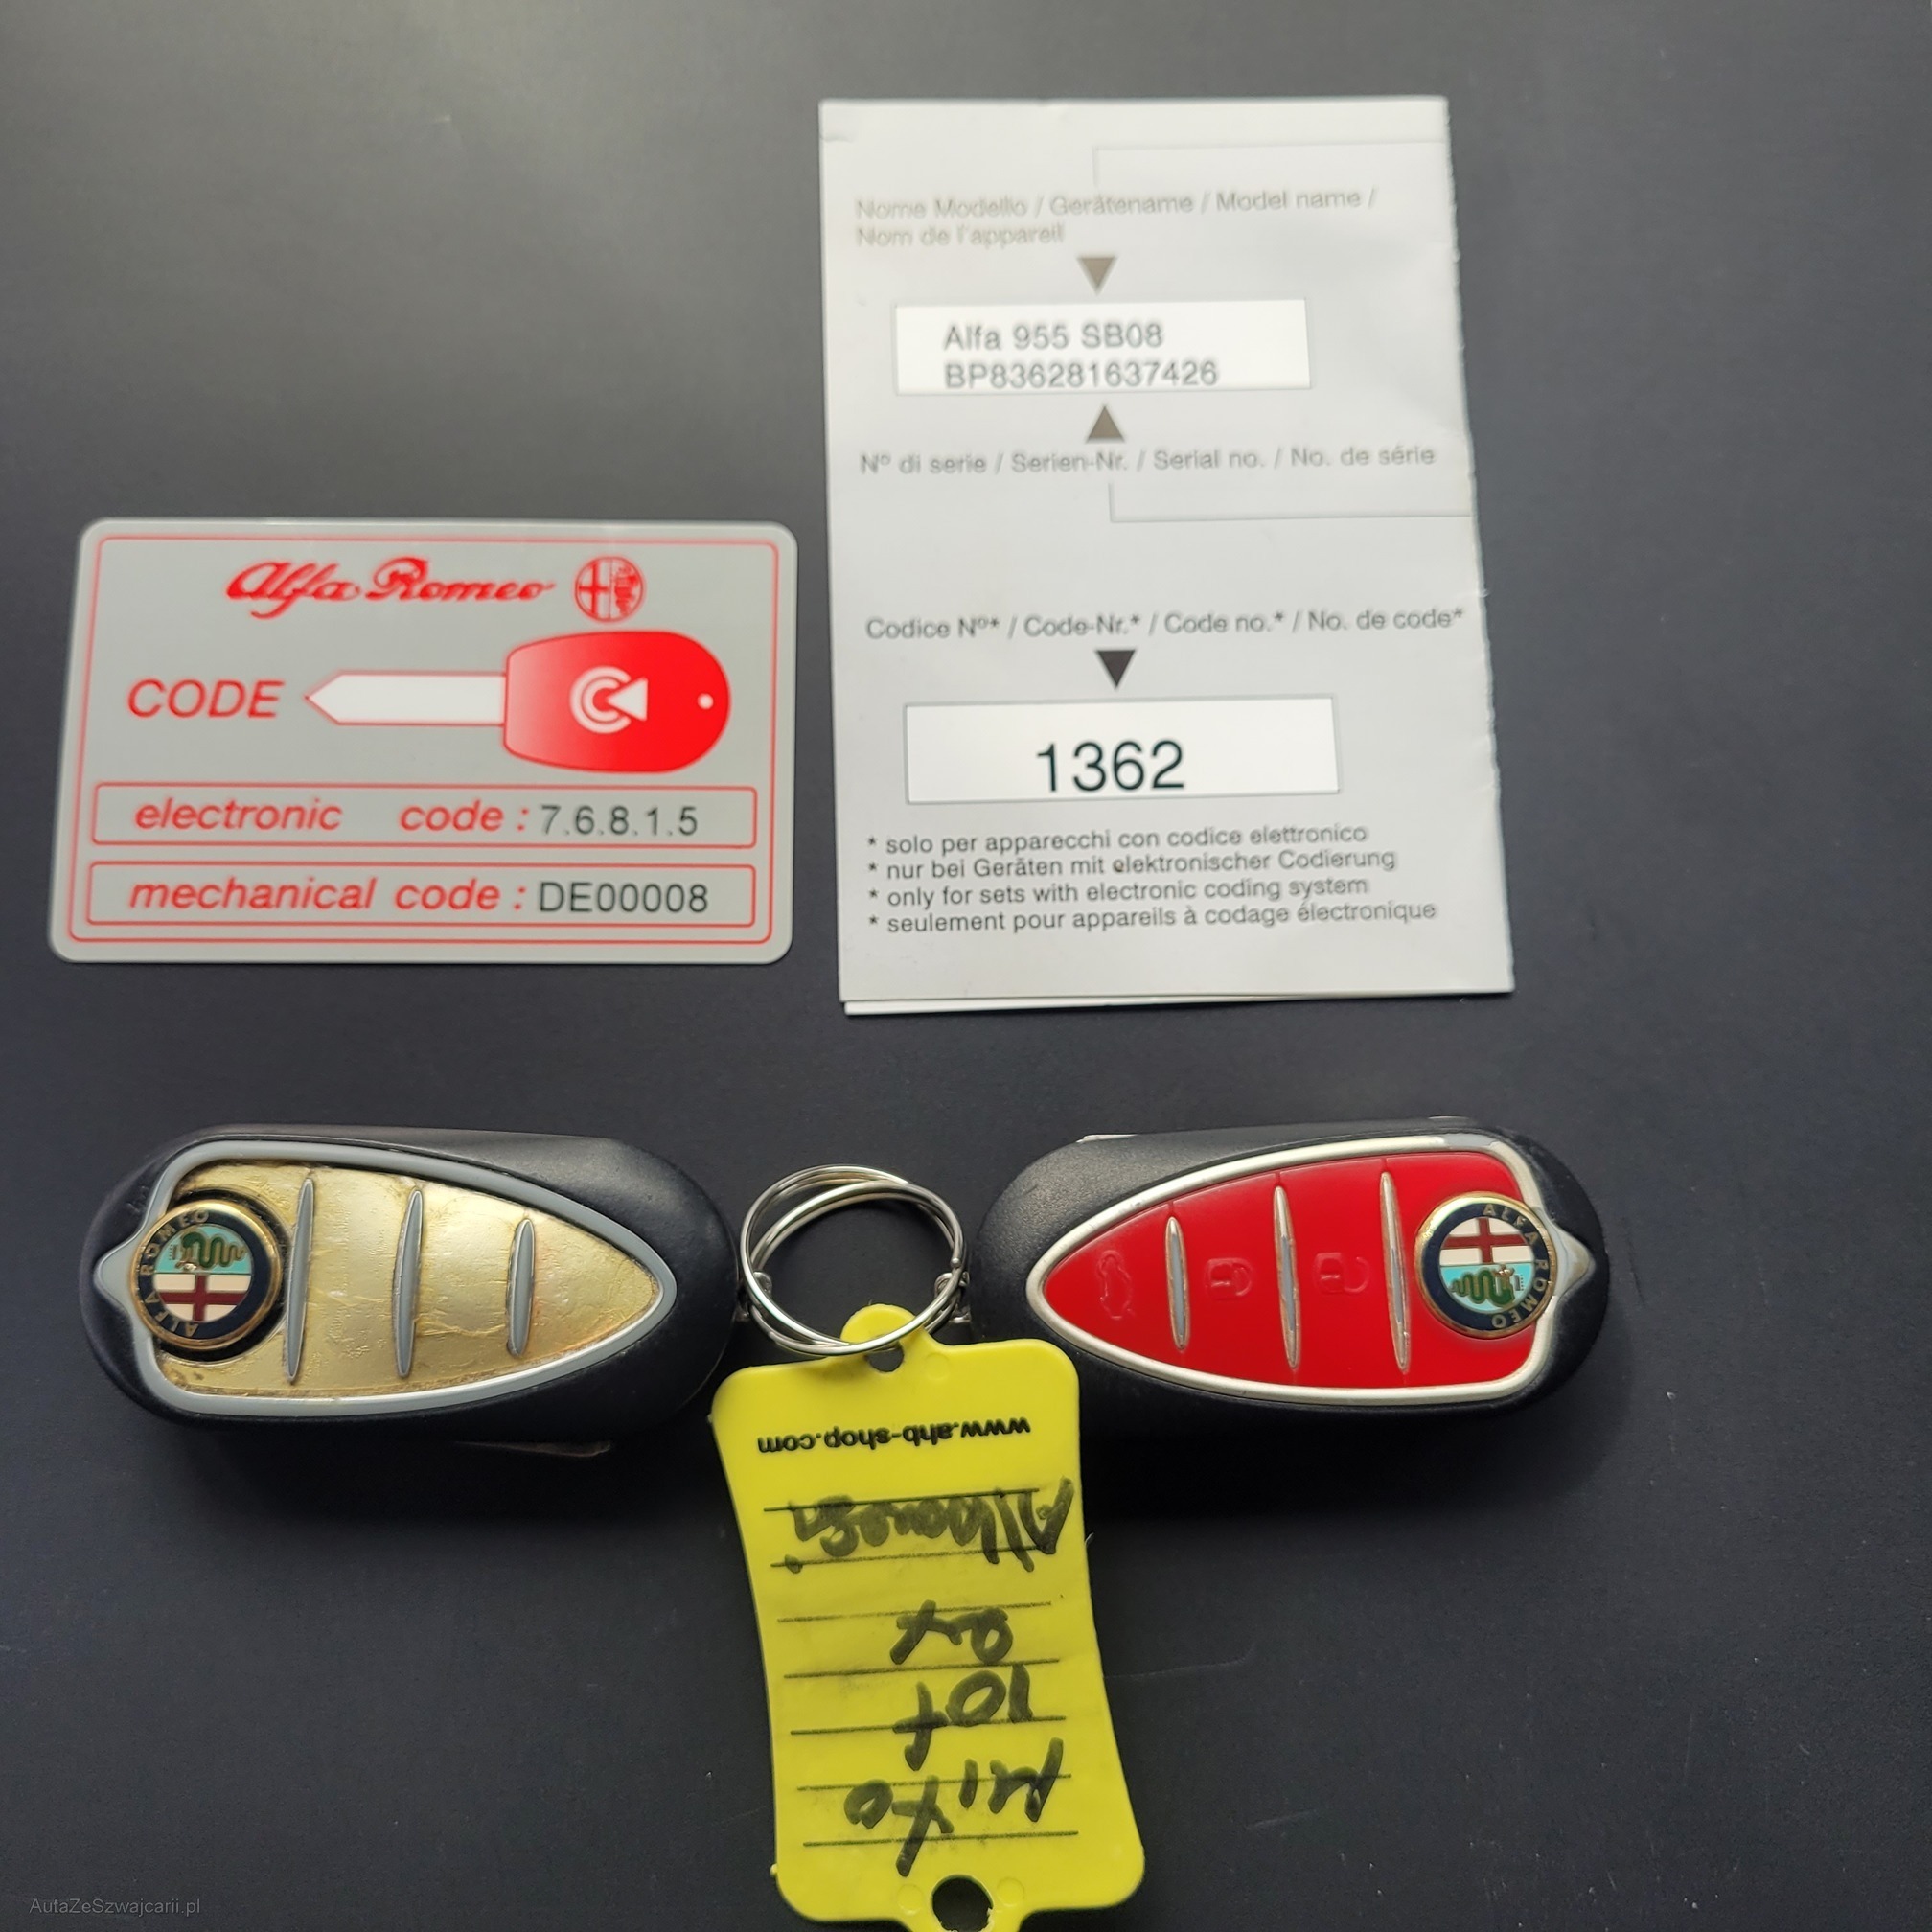 Nome Modello / Gerätename / Model name /
Nom de l'appareil
Alfa 955 SB08
BP836281637426
Nº di serie / Serien-Nr. / Serial no. / No. de série
Codice Nº* / Code-Nr.* / Code no.* / No. de code*
1362
* solo per apparecchi con codice elettronico
* nur bei Geräten mit elektronischer Codierung
* only for sets with electronic coding system
* seulement pour appareils à codage électronique
Alfa Romeo
CODE
electronic code : 7.6.8.1.5
mechanical code : DE00008
ALFA ROMEO
ALFA ROMEO
www.ahb-shop.com
MiTo
rot
2x
AutaZeSzwajcarii.pl